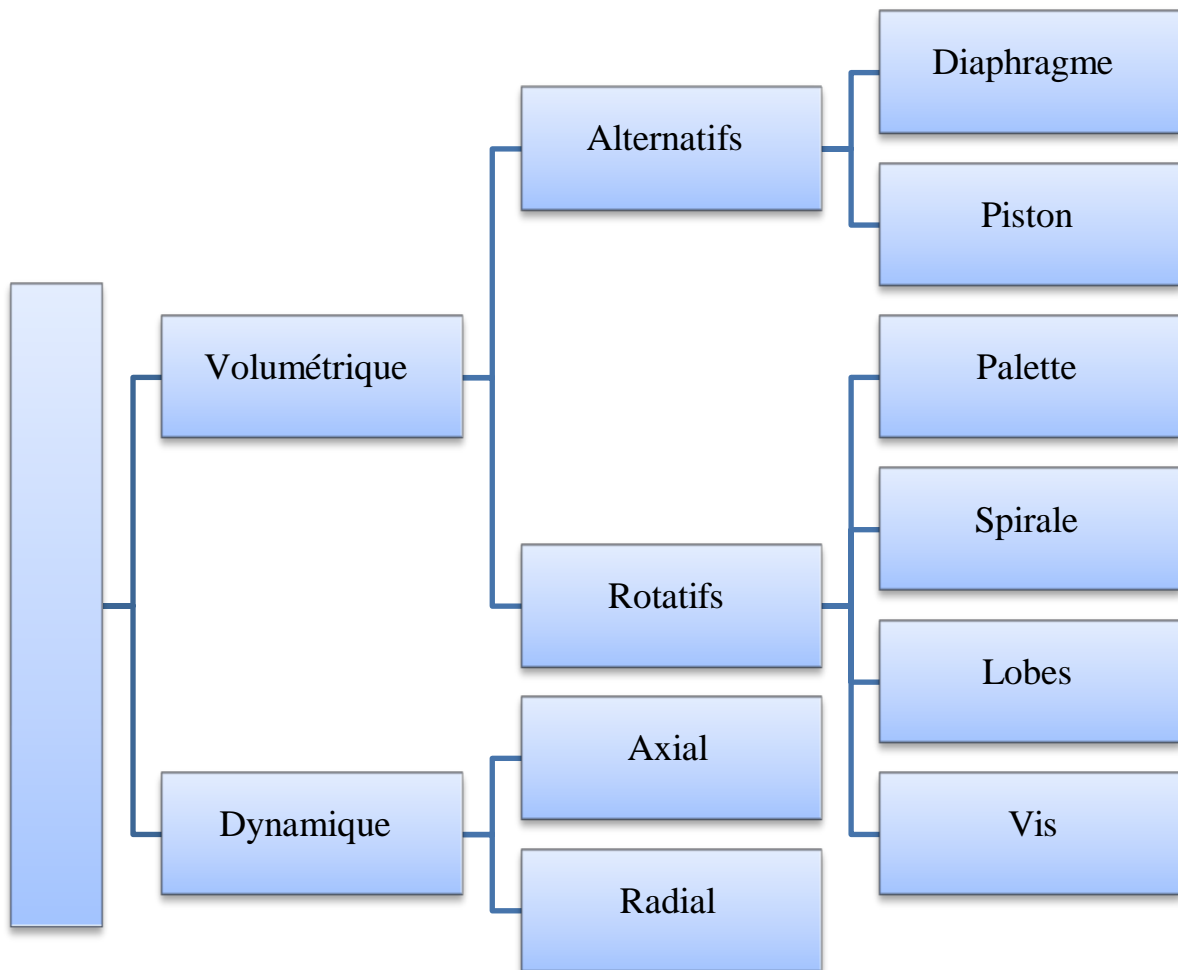 Diaphragme
Alternatifs
Piston
Volumétrique
Palette
Spirale
Rotatifs
Lobes
Axial
Dynamique
Vis
Radial